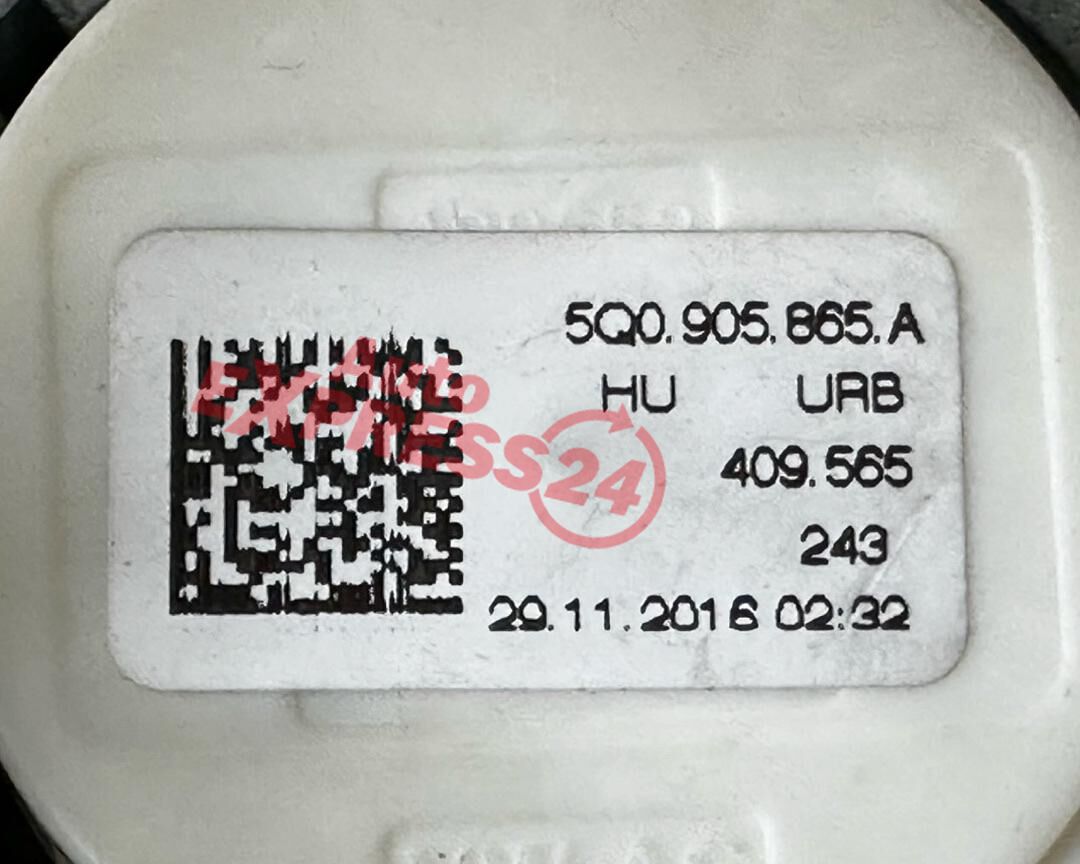 5Q0.905.865.A
HU URB
409.565
243
29.11.2016 02:32
Auto
EXPRESS24